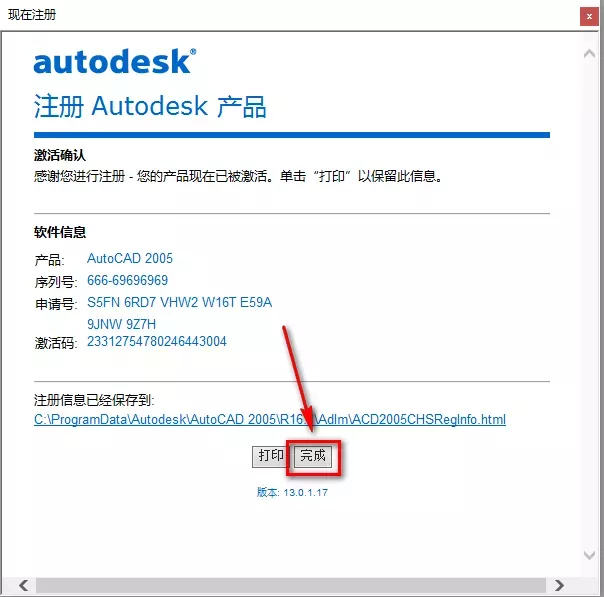 现在注册
x
autodesk®
注册 Autodesk 产品
激活确认
感谢您进行注册 - 您的产品现在已被激活。单击“打印”以保留此信息。
软件信息
产品: AutoCAD 2005
序列号: 666-69696969
申请号: S5FN 6RD7 VHW2 W16T E59A
9JNW 9Z7H
激活码: 23312754780246443004
注册信息已经保存到:
C:\ProgramData\Autodesk\AutoCAD 2005\R16. \Adlm\ACD2005CHSRegInfo.html
打印 完成
版本: 13.0.1.17